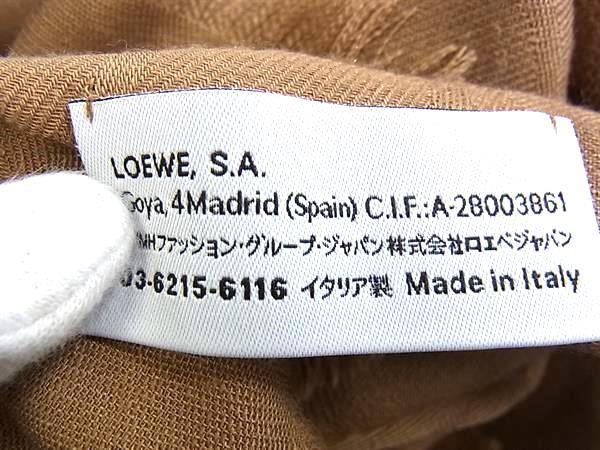 LOEWE, S.A.
Goya, 4 Madrid (Spain) C.I.F.:A-28003861
MHファッション・グループ・ジャパン株式会社ロエベジャパン
03-6215-6116 イタリア製 Made in Italy